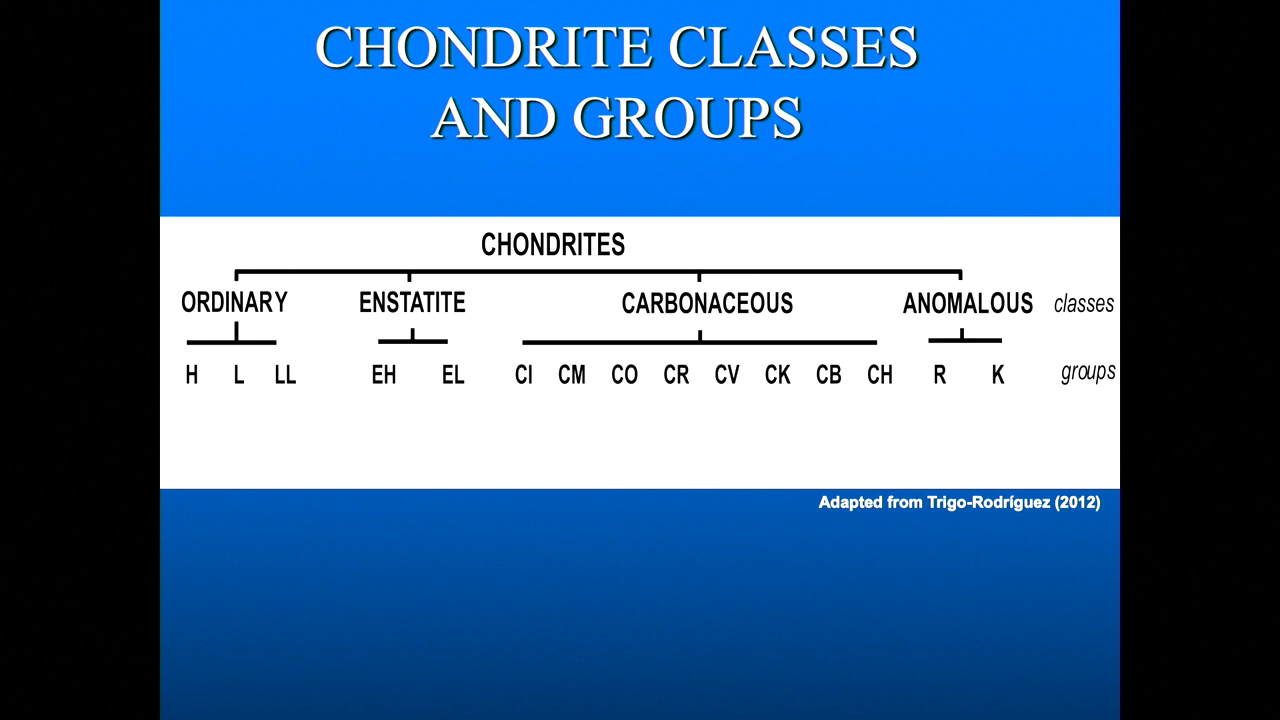 CHONDRITE CLASSES
AND GROUPS
CHONDRITES
ORDINARY ENSTATITE CARBONACEOUS ANOMALOUS classes
H L LL EH EL CI CM CO CR CV CK CB CH R K groups
Adapted from Trigo-Rodríguez (2012)